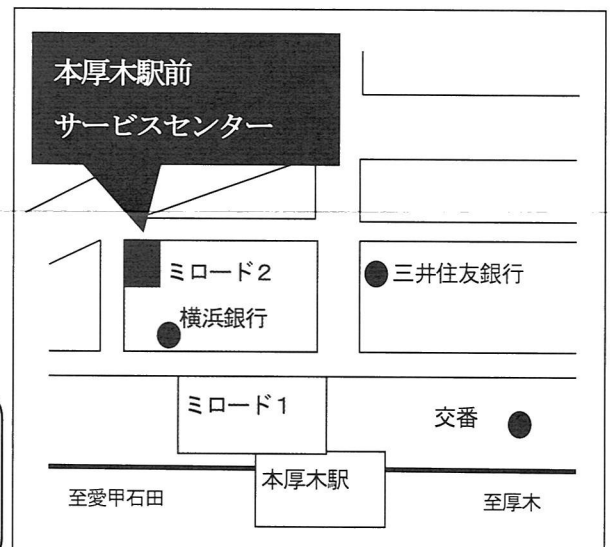 本厚木駅前
サービスセンター
ミロード2
三井住友銀行
横浜銀行
ミロード1
交番
本厚木駅
至愛甲石田
至厚木